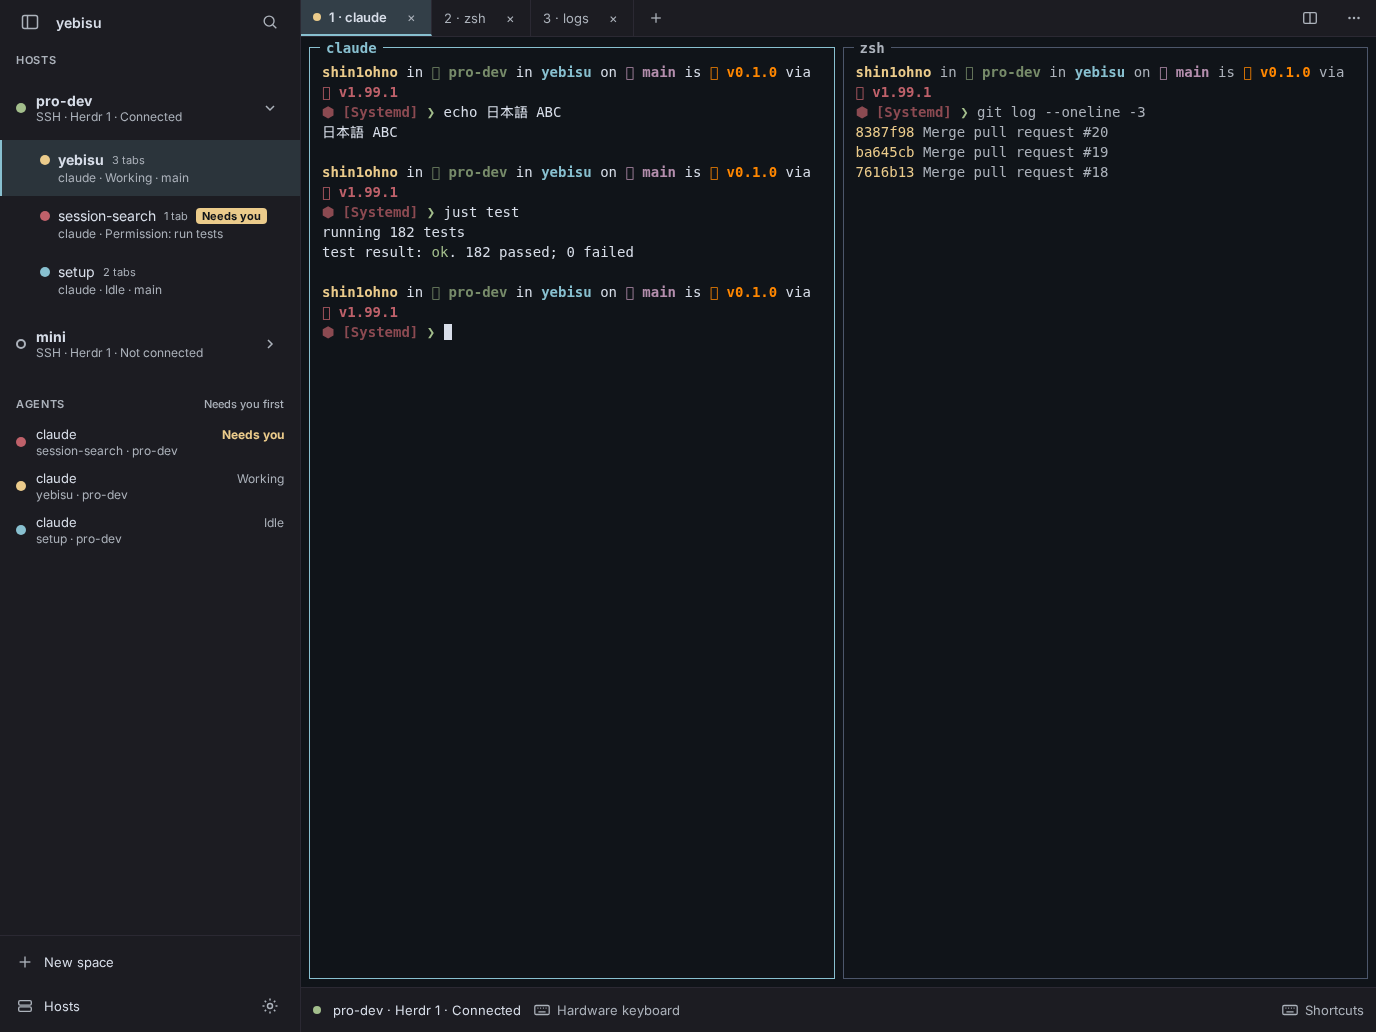 yebisu
HOSTS
pro-dev
SSH · Herdr 1 · Connected
yebisu 3 tabs
claude · Working · main
session-search 1 tab Needs you
claude · Permission: run tests
setup 2 tabs
claude · Idle · main
mini
SSH · Herdr 1 · Not connected
AGENTS Needs you first
claude Needs you
session-search · pro-dev
claude Working
yebisu · pro-dev
claude Idle
setup · pro-dev
New space
Hosts
1 · claude ×
2 · zsh ×
3 · logs ×
claude
shin1ohno in pro-dev in yebisu on main is v0.1.0 via
v1.99.1
[Systemd] ❯ echo 日本語 ABC
日本語 ABC
shin1ohno in pro-dev in yebisu on main is v0.1.0 via
v1.99.1
[Systemd] ❯ just test
running 182 tests
test result: ok. 182 passed; 0 failed
shin1ohno in pro-dev in yebisu on main is v0.1.0 via
v1.99.1
[Systemd] ❯
zsh
shin1ohno in pro-dev in yebisu on main is v0.1.0 via
v1.99.1
[Systemd] ❯ git log --oneline -3
8387f98 Merge pull request #20
ba645cb Merge pull request #19
7616b13 Merge pull request #18
pro-dev · Herdr 1 · Connected Hardware keyboard
Shortcuts